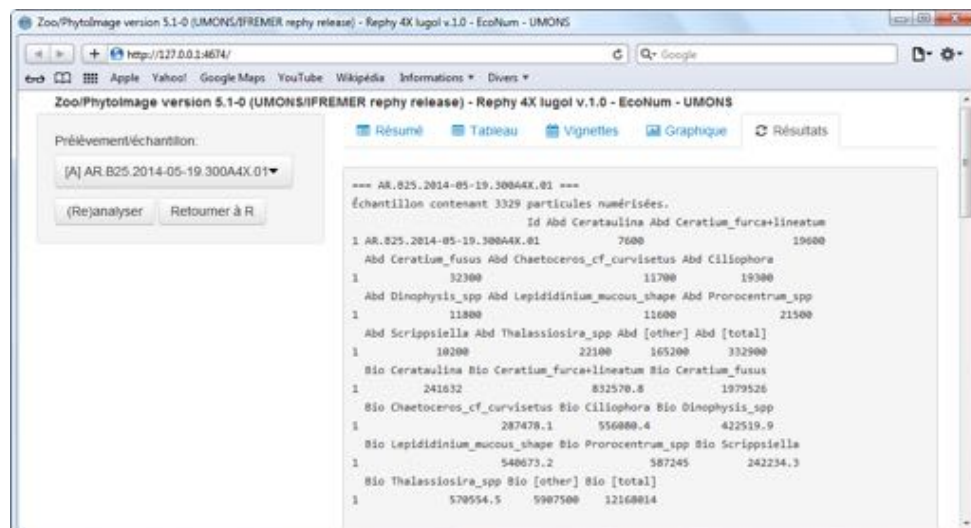 Zoo/PhytoImage version 5.1-0 (UMONS/IFREMER rephy release) - Rephy 4X lugol v.1.0 - EcoNum - UMONS
http://127.0.0.1:4674/
Google
Apple Yahoo! Google Maps YouTube Wikipédia Informations Divers
Zoo/PhytoImage version 5.1-0 (UMONS/IFREMER rephy release) - Rephy 4X lugol v.1.0 - EcoNum - UMONS
Prélèvement/échantillon:
[A] AR.B25.2014-05-19.300A4X.01
(Re)analyser Retourner à R
Résumé Tableau Vignettes Graphique Résultats
=== AR.B25.2014-05-19.300A4X.01 ===
Échantillon contenant 3329 particules numérisées.
Id Abd Cerataulina Abd Ceratium_furca+lineatum
1 AR.B25.2014-05-19.300A4X.01 7600 19600
Abd Ceratium_fusus Abd Chaetoceros_cf_curvisetus Abd Ciliophora
1 32300 11700 19300
Abd Dinophysis_spp Abd Lepididinium_mucous_shape Abd Prorocentrum_spp
1 11800 11600 21500
Abd Scrippsiella Abd Thalassiosira_spp Abd [other] Abd [total]
1 10200 22100 165200 332900
Bio Cerataulina Bio Ceratium_furca+lineatum Bio Ceratium_fusus
1 241632 832570.8 1979526
Bio Chaetoceros_cf_curvisetus Bio Ciliophora Bio Dinophysis_spp
1 287478.1 556080.4 422519.9
Bio Lepididinium_mucous_shape Bio Prorocentrum_spp Bio Scrippsiella
1 540673.2 587245 242234.3
Bio Thalassiosira_spp Bio [other] Bio [total]
1 570554.5 5907500 12168014